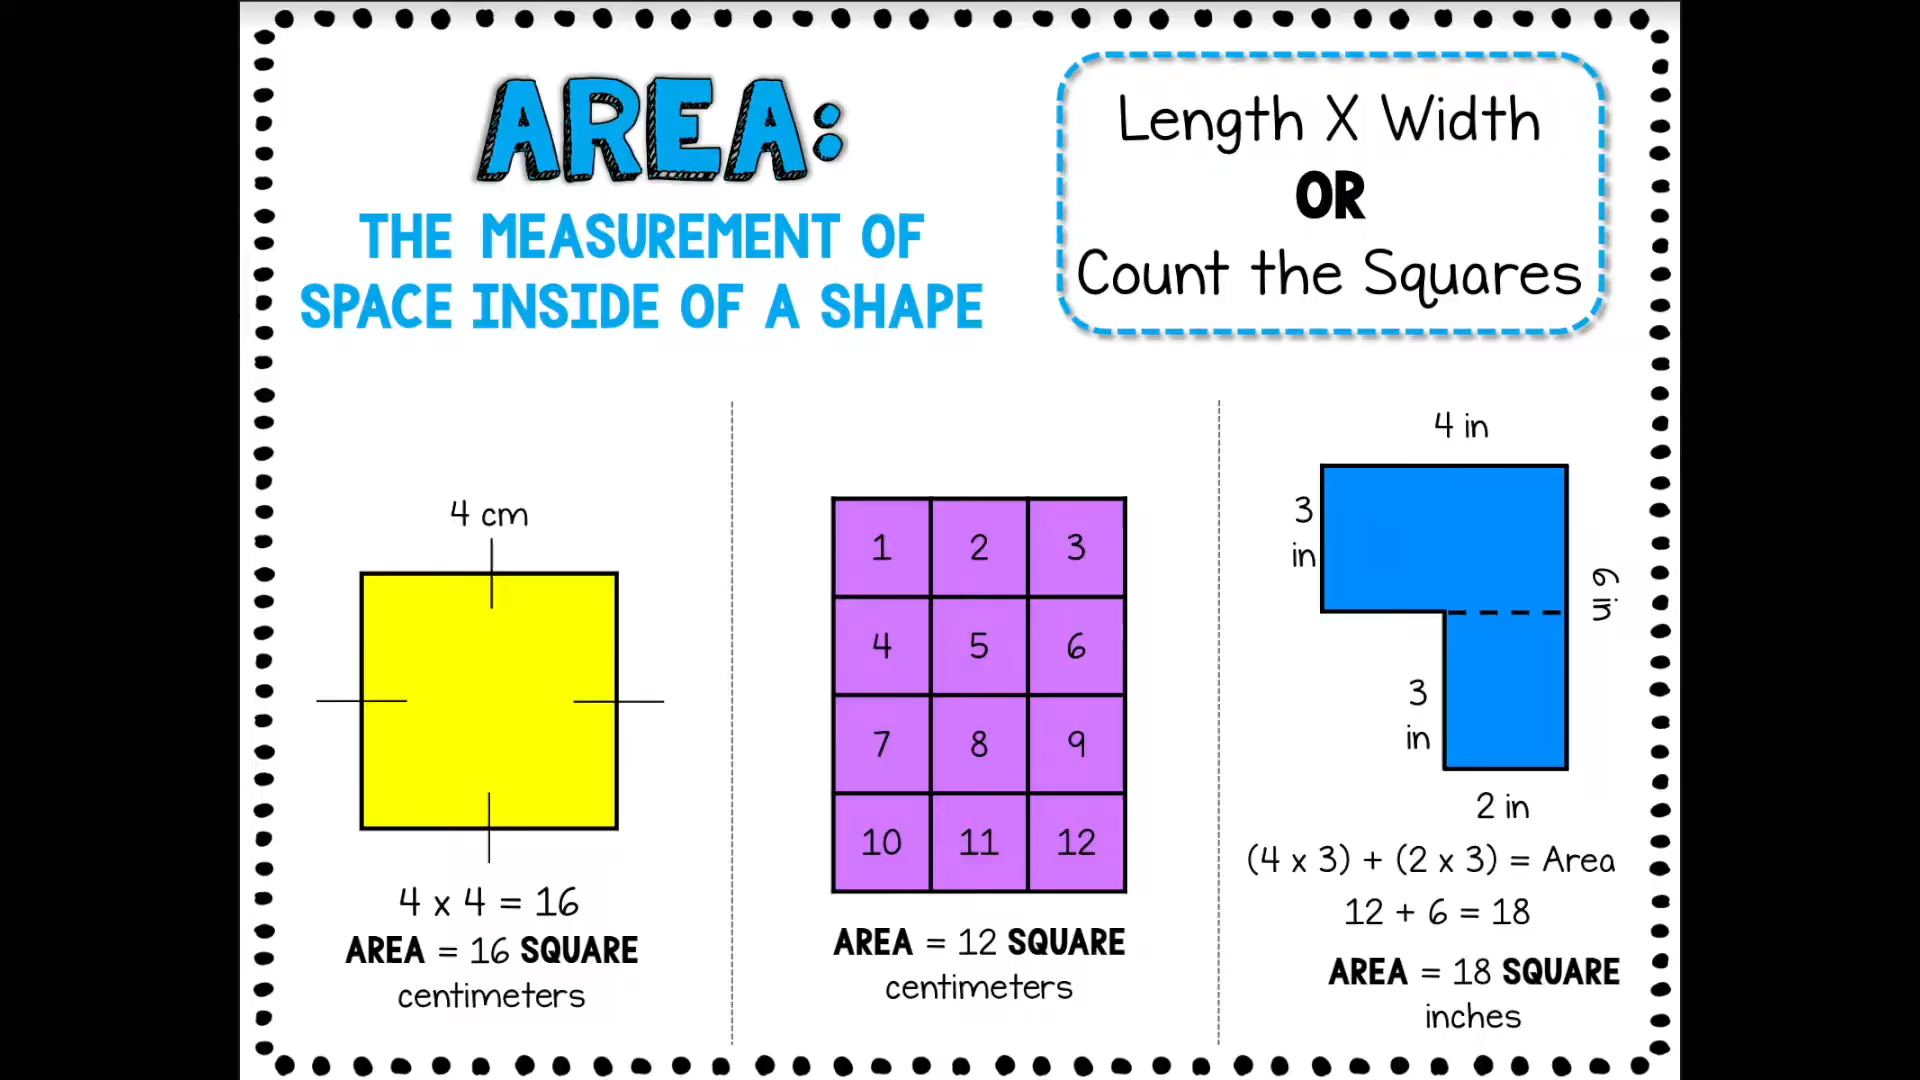 AREA:
THE MEASUREMENT OF
SPACE INSIDE OF A SHAPE
Length X Width
OR
Count the Squares
4 cm
4 x 4 = 16
AREA = 16 SQUARE
centimeters
1 2 3
4 5 6
7 8 9
10 11 12
AREA = 12 SQUARE
centimeters
4 in
3
in
6 in
3
in
2 in
(4 x 3) + (2 x 3) = Area
12 + 6 = 18
AREA = 18 SQUARE
inches